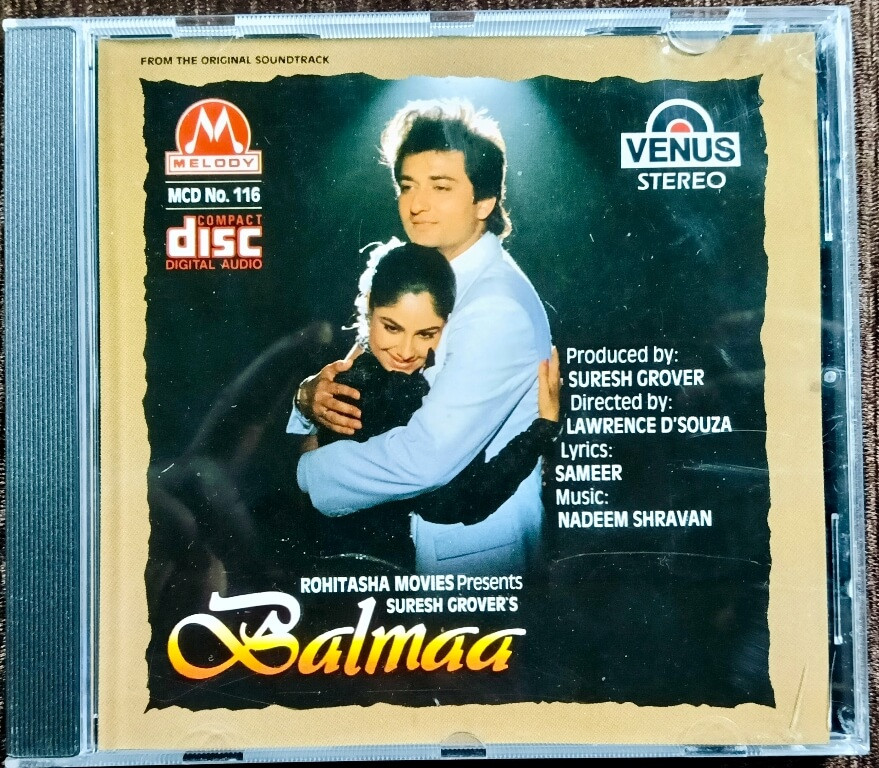 FROM THE ORIGINAL SOUNDTRACK
MELODY
MCD No. 116
COMPACT
disc
DIGITAL AUDIO
VENUS
STEREO
Produced by:
SURESH GROVER
Directed by:
LAWRENCE D'SOUZA
Lyrics:
SAMEER
Music:
NADEEM SHRAVAN
ROHITASHA MOVIES Presents
SURESH GROVER'S
Balmaa